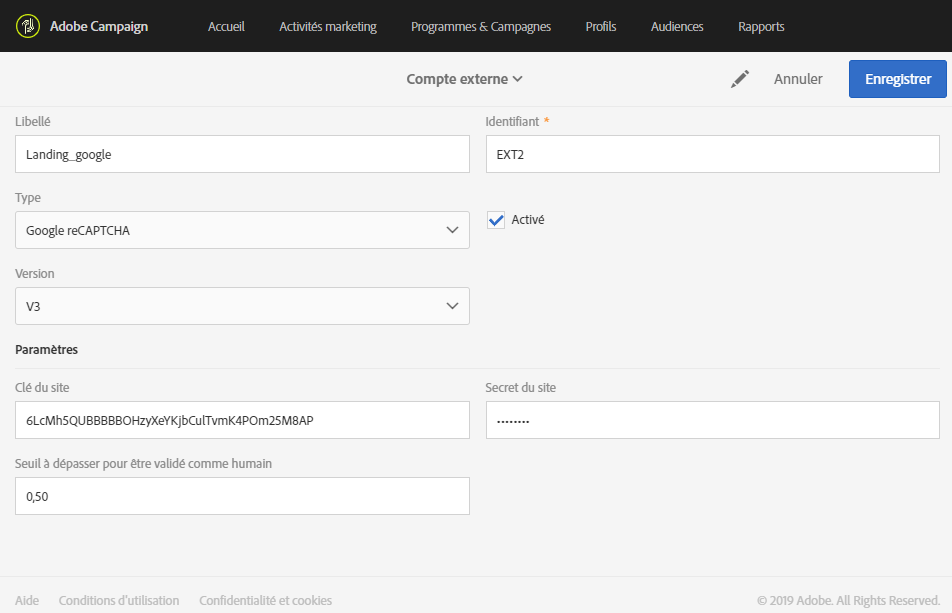 Adobe Campaign Accueil Activités marketing Programmes & Campagnes Profils Audiences Rapports
Compte externe Annuler Enregistrer
Libellé Identifiant *
Landing_google EXT2
Type
Google reCAPTCHA Activé
Version
V3
Paramètres
Clé du site Secret du site
6LcMh5QUBBBBBOHzyXeYKjbCulTvmK4POm25M8AP ••••••••
Seuil à dépasser pour être validé comme humain
0,50
Aide Conditions d'utilisation Confidentialité et cookies © 2019 Adobe. All Rights Reserved.